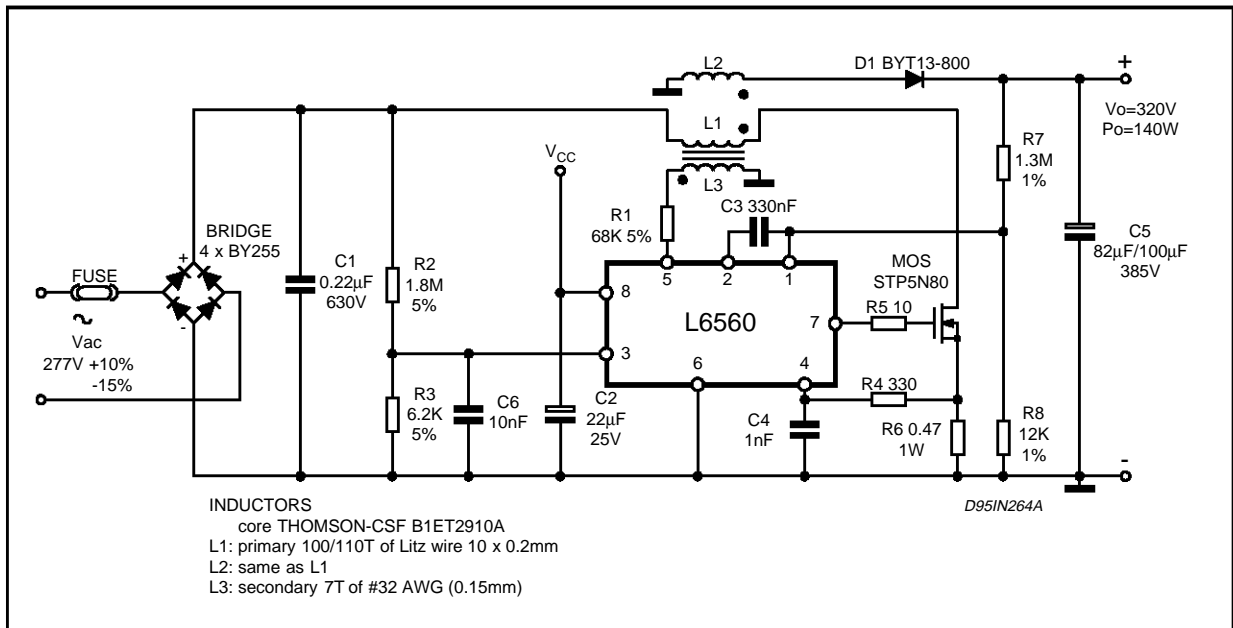 L2
D1 BYT13-800
+
Vo=320V
Po=140W
L1
R7
1.3M
1%
VCC
L3
C3 330nF
R1
68K 5%
BRIDGE
4 x BY255
+
-
FUSE
C1
0.22µF
630V
R2
1.8M
5%
C5
82µF/100µF
385V
MOS
STP5N80
5
2
1
8
L6560
7
R5 10
3
6
4
Vac
277V +10%
-15%
R3
6.2K
5%
C6
10nF
C2
22µF
25V
C4
1nF
R4 330
R6 0.47
1W
R8
12K
1%
-
D95IN264A
INDUCTORS
core THOMSON-CSF B1ET2910A
L1: primary 100/110T of Litz wire 10 x 0.2mm
L2: same as L1
L3: secondary 7T of #32 AWG (0.15mm)